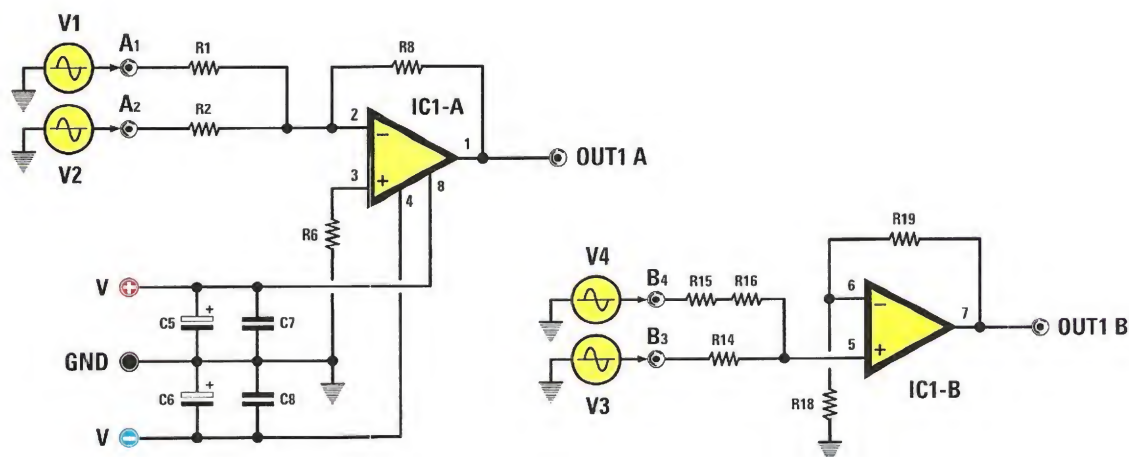 V1
A1
R1
R8
IC1-A
A2
R2
2
1
OUT1 A
V2
3
8
4
R6
V
C5
+
C7
GND
C6
+
C8
V
R19
V4
B4
R15
R16
6
7
OUT1 B
B3
R14
5
V3
R18
IC1-B